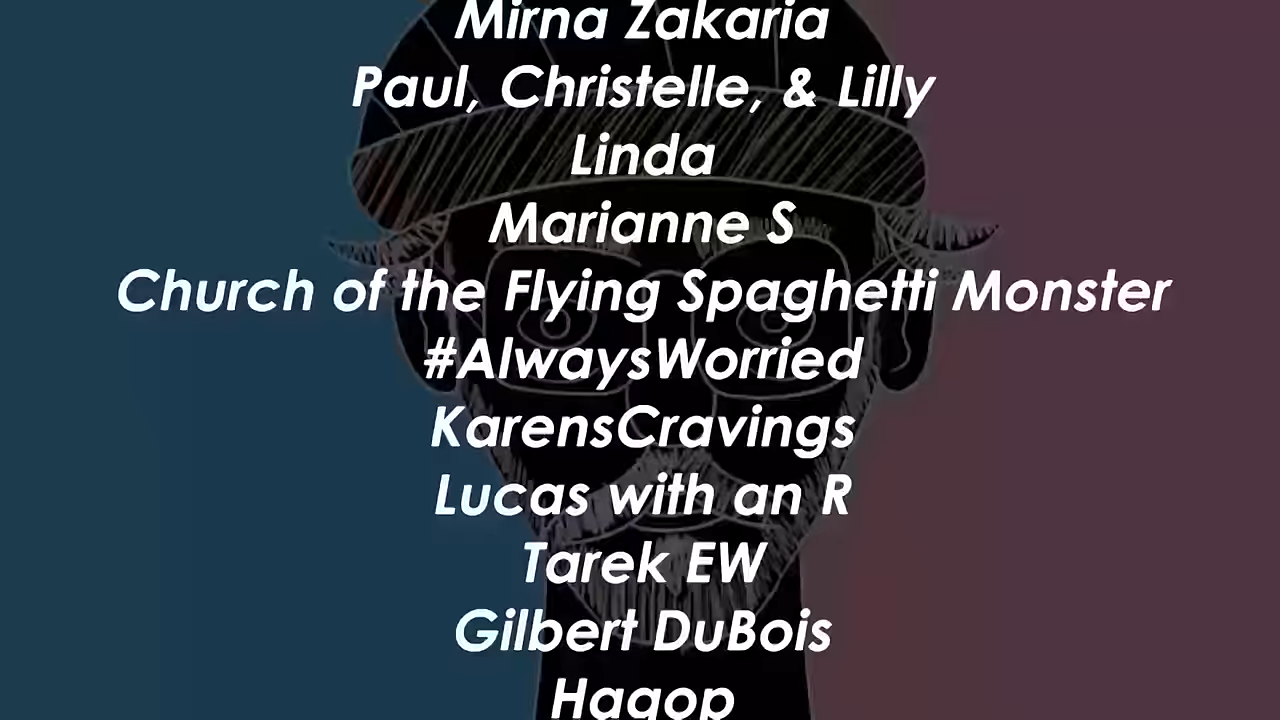 Mirna Zakaria
Paul, Christelle, & Lilly
Linda
Marianne S
Church of the Flying Spaghetti Monster
#AlwaysWorried
KarensCravings
Lucas with an R
Tarek EW
Gilbert DuBois
Hagop